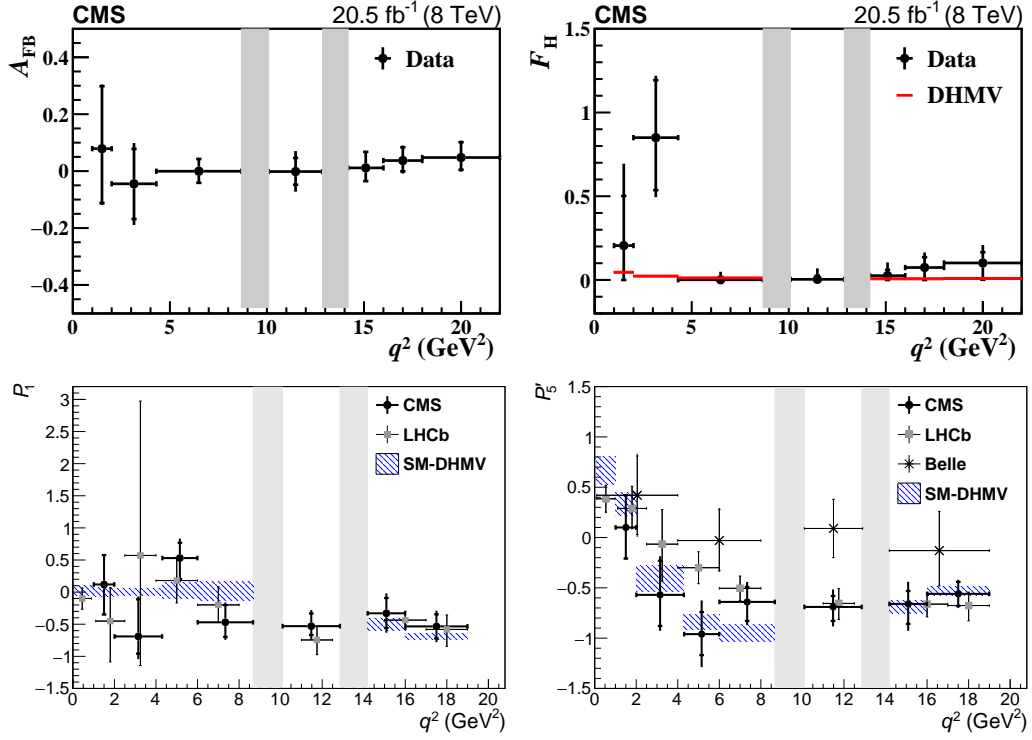 CMS 20.5 fb⁻¹ (8 TeV)
A_FB
0.4
0.2
0
−0.2
−0.4
Data
0 5 10 15 20
q² (GeV²)
CMS 20.5 fb⁻¹ (8 TeV)
F_H
1.5
1
0.5
0
Data
DHMV
0 5 10 15 20
q² (GeV²)
P₁
3
2.5
2
1.5
1
0.5
0
−0.5
−1
−1.5
CMS
LHCb
SM-DHMV
0 2 4 6 8 10 12 14 16 18 20
q² (GeV²)
P₅′
1.5
1
0.5
0
−0.5
−1
−1.5
CMS
LHCb
Belle
SM-DHMV
0 2 4 6 8 10 12 14 16 18 20
q² (GeV²)